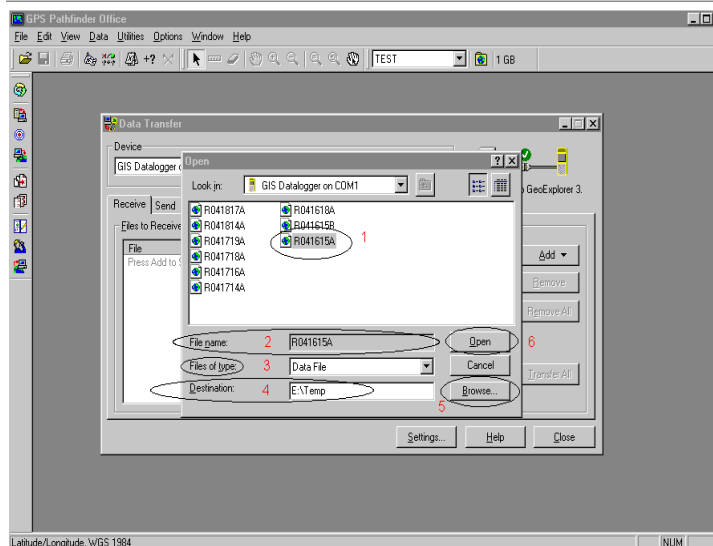 GPS Pathfinder Office
File Edit View Data Utilities Options Window Help
+? TEST 1 GB
Data Transfer
Device
GIS Datalogger
GeoExplorer 3.
Receive Send
Files to Receive
File
Press Add to
Add
Remove
Remove All
Transfer All
Settings... Help Close
Open
Look in: GIS Datalogger on COM1
R041817A R041618A
R041814A R041615B
R041719A R041615A 1
R041718A
R041716A
R041714A
File name: 2 R041615A Open 6
Files of type: 3 Data File Cancel
Destination: 4 E:\Temp Browse...
5
Latitude/Longitude, WGS 1984 NUM